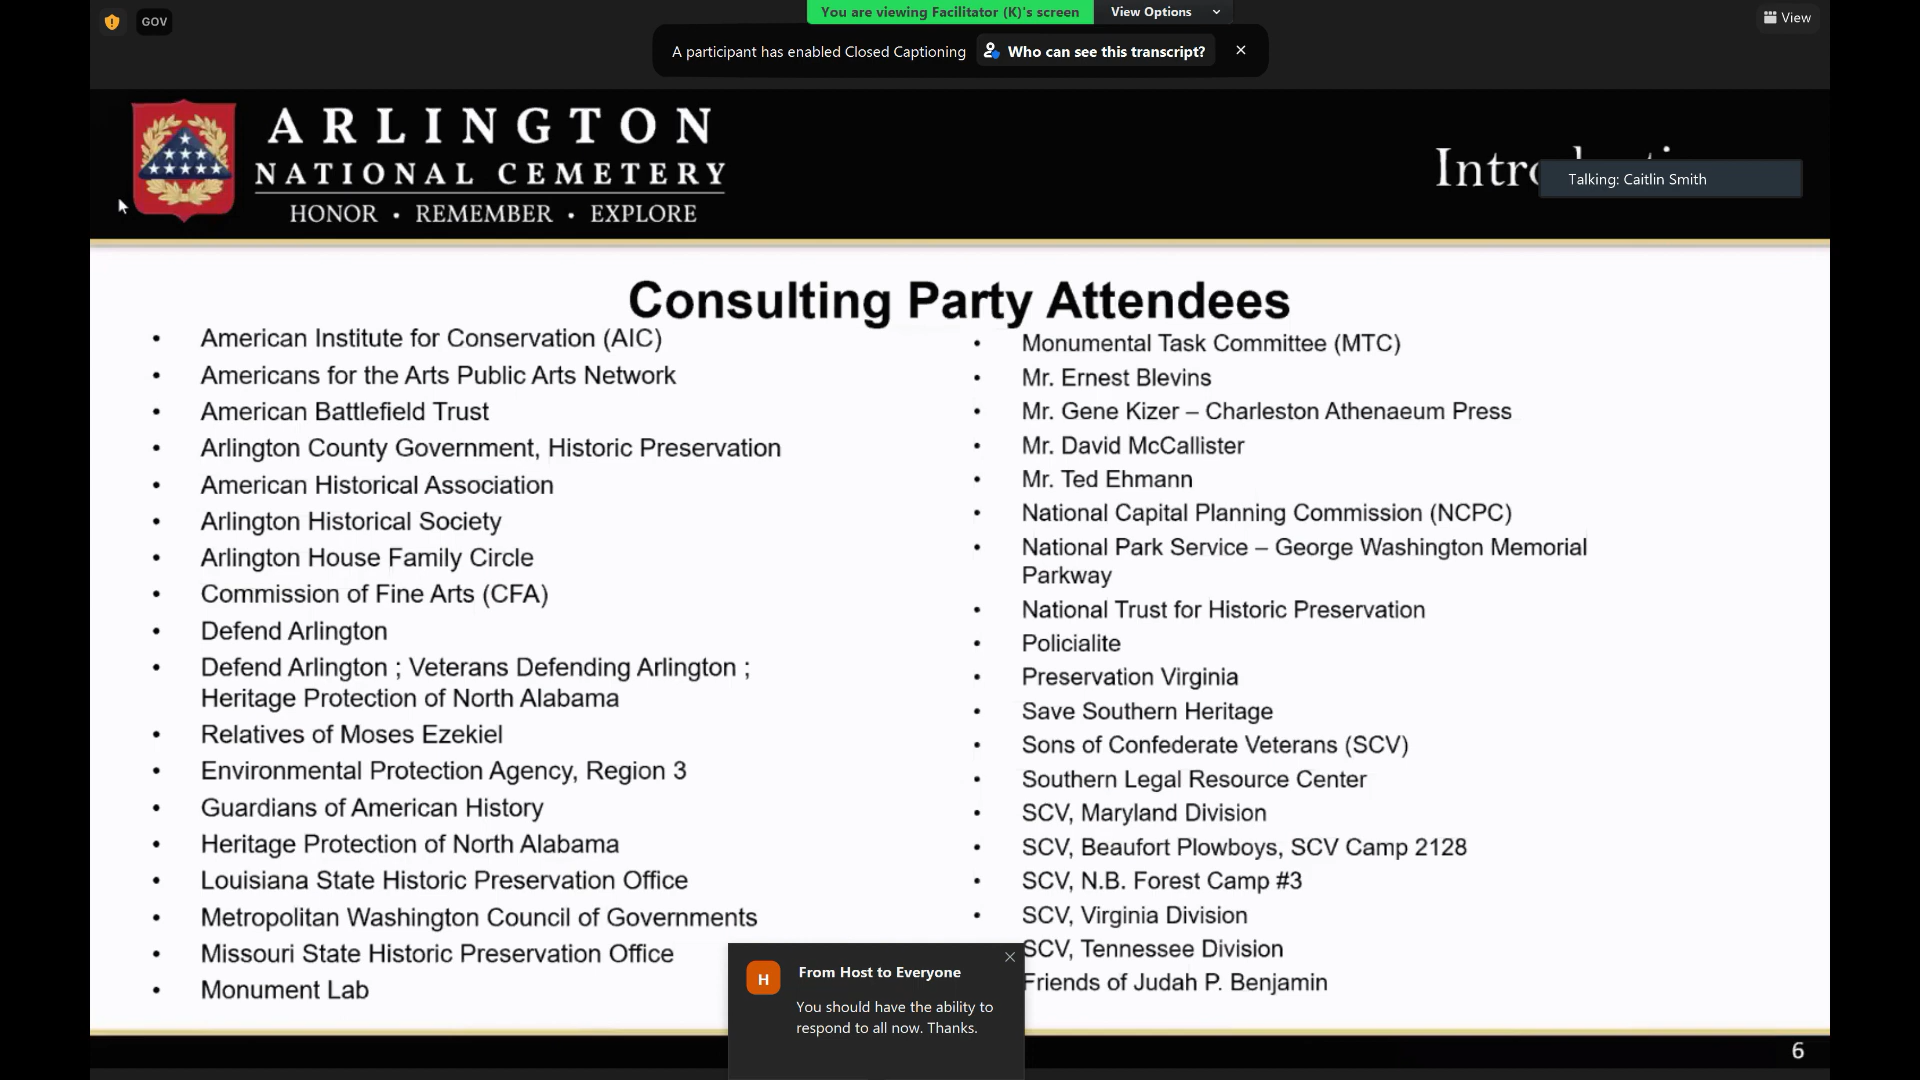 GOV
You are viewing Facilitator (K)'s screen
View Options
View
A participant has enabled Closed Captioning
Who can see this transcript?
ARLINGTON
NATIONAL CEMETERY
HONOR • REMEMBER • EXPLORE
Talking: Caitlin Smith
Consulting Party Attendees
• American Institute for Conservation (AIC)
• Americans for the Arts Public Arts Network
• American Battlefield Trust
• Arlington County Government, Historic Preservation
• American Historical Association
• Arlington Historical Society
• Arlington House Family Circle
• Commission of Fine Arts (CFA)
• Defend Arlington
• Defend Arlington ; Veterans Defending Arlington ;
Heritage Protection of North Alabama
• Relatives of Moses Ezekiel
• Environmental Protection Agency, Region 3
• Guardians of American History
• Heritage Protection of North Alabama
• Louisiana State Historic Preservation Office
• Metropolitan Washington Council of Governments
• Missouri State Historic Preservation Office
• Monument Lab
• Monumental Task Committee (MTC)
• Mr. Ernest Blevins
• Mr. Gene Kizer – Charleston Athenaeum Press
• Mr. David McCallister
• Mr. Ted Ehmann
• National Capital Planning Commission (NCPC)
• National Park Service – George Washington Memorial
Parkway
• National Trust for Historic Preservation
• Policialite
• Preservation Virginia
• Save Southern Heritage
• Sons of Confederate Veterans (SCV)
• Southern Legal Resource Center
• SCV, Maryland Division
• SCV, Beaufort Plowboys, SCV Camp 2128
• SCV, N.B. Forest Camp #3
• SCV, Virginia Division
SCV, Tennessee Division
Friends of Judah P. Benjamin
H
From Host to Everyone
You should have the ability to
respond to all now. Thanks.
6